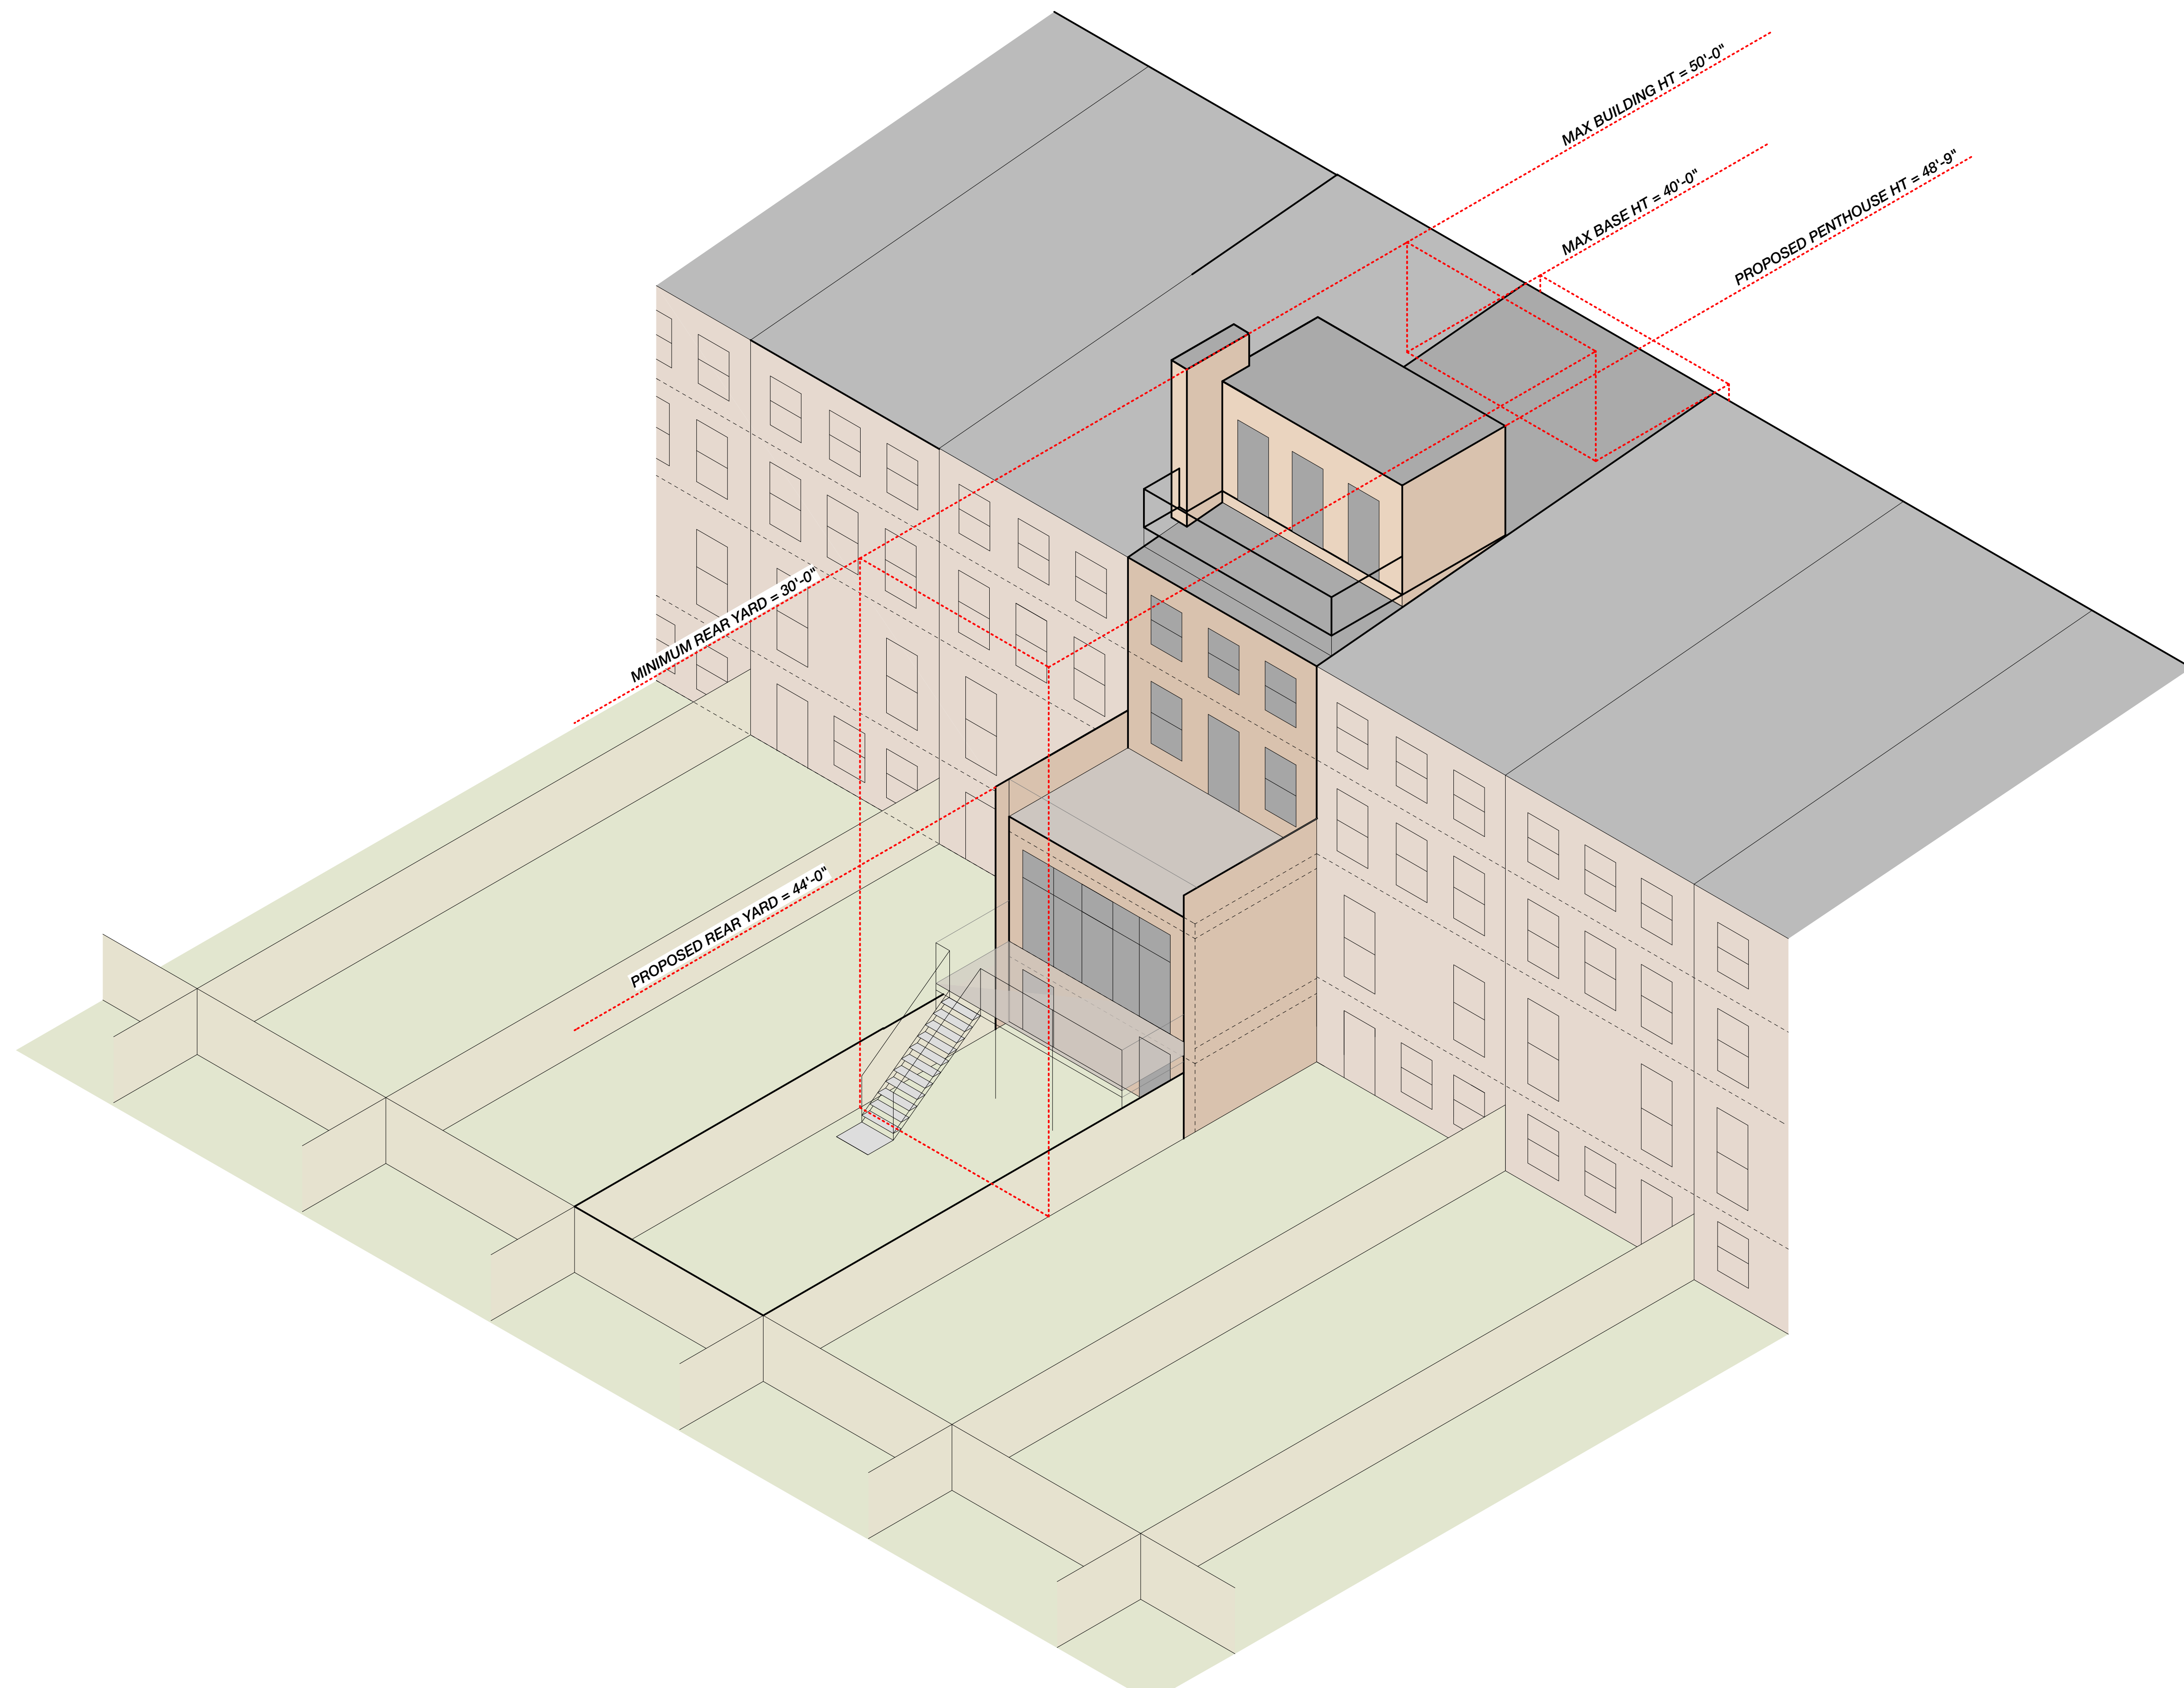 MAX BUILDING HT = 50'-0"
MAX BASE HT = 40'-0"
PROPOSED PENTHOUSE HT = 48'-9"
MINIMUM REAR YARD = 30'-0"
PROPOSED REAR YARD = 44'-0"